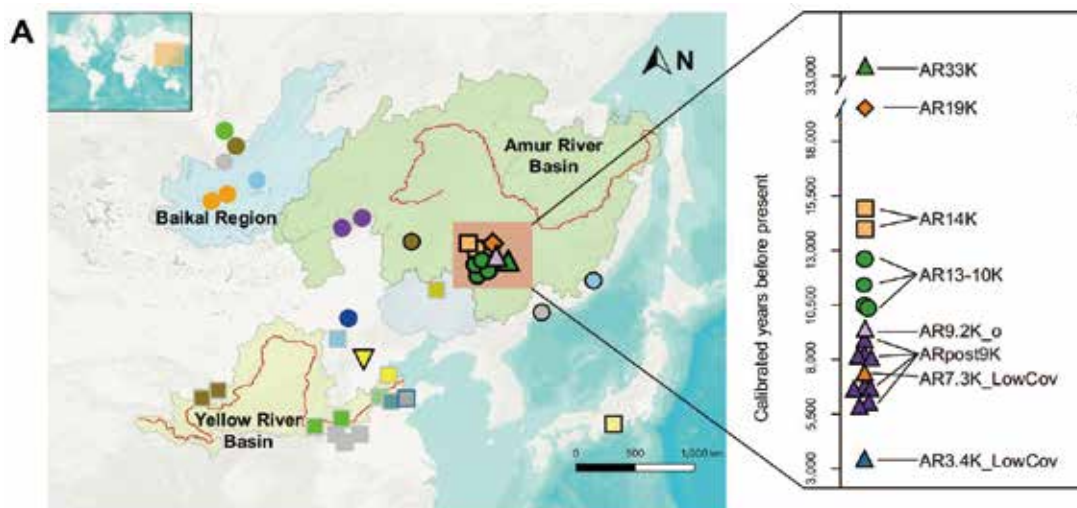 A
N
Amur River
Basin
Baikal Region
Yellow River
Basin
0 500 1,000 km
Calibrated years before present
33,000
18,000
15,500
13,000
10,500
8,000
5,500
3,000
AR33K
AR19K
AR14K
AR13-10K
AR9.2K_o
ARpost9K
AR7.3K_LowCov
AR3.4K_LowCov